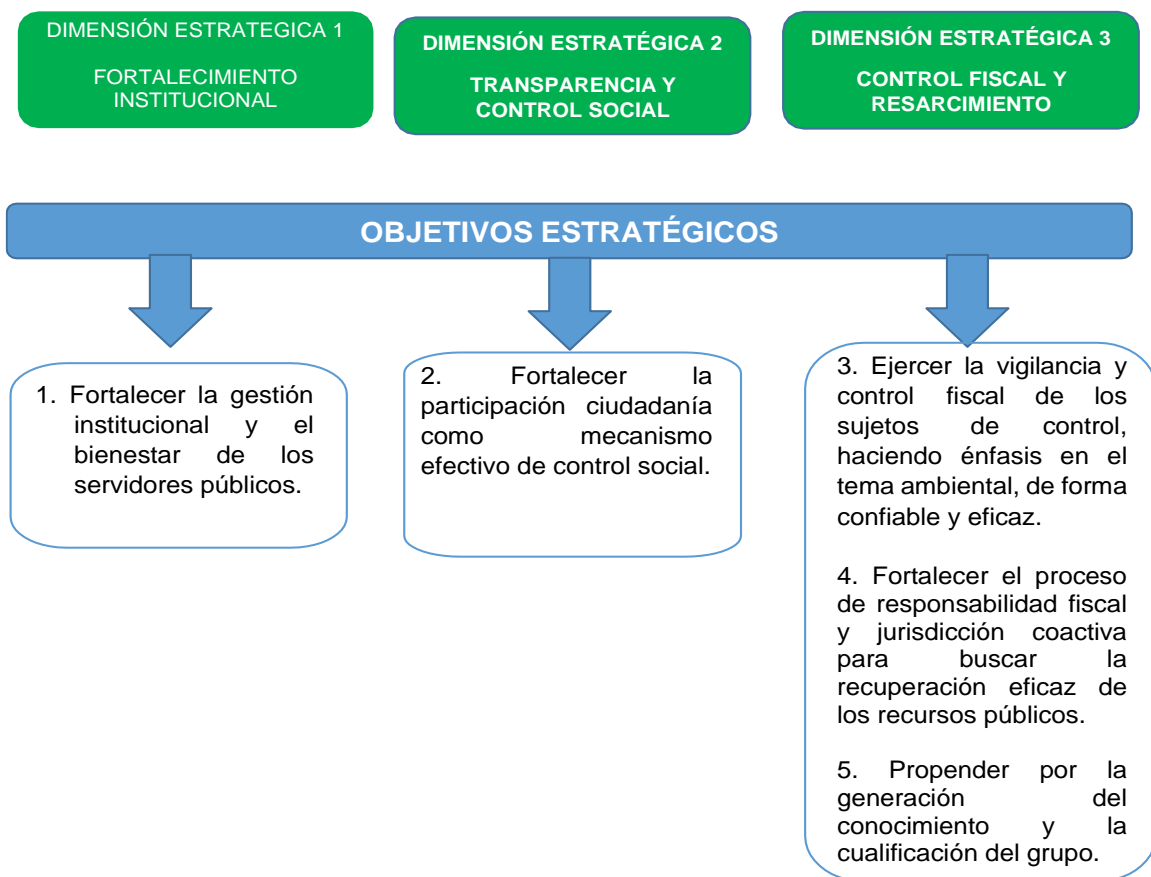 DIMENSIÓN ESTRATEGICA 1
FORTALECIMIENTO
INSTITUCIONAL
DIMENSIÓN ESTRATÉGICA 2
TRANSPARENCIA Y
CONTROL SOCIAL
DIMENSIÓN ESTRATÉGICA 3
CONTROL FISCAL Y
RESARCIMIENTO
OBJETIVOS ESTRATÉGICOS
1. Fortalecer la gestión
institucional y el
bienestar de los
servidores públicos.
2. Fortalecer la
participación ciudadanía
como mecanismo
efectivo de control social.
3. Ejercer la vigilancia y
control fiscal de los
sujetos de control,
haciendo énfasis en el
tema ambiental, de forma
confiable y eficaz.
4. Fortalecer el proceso
de responsabilidad fiscal
y jurisdicción coactiva
para buscar la
recuperación eficaz de
los recursos públicos.
5. Propender por la
generación del
conocimiento y la
cualificación del grupo.